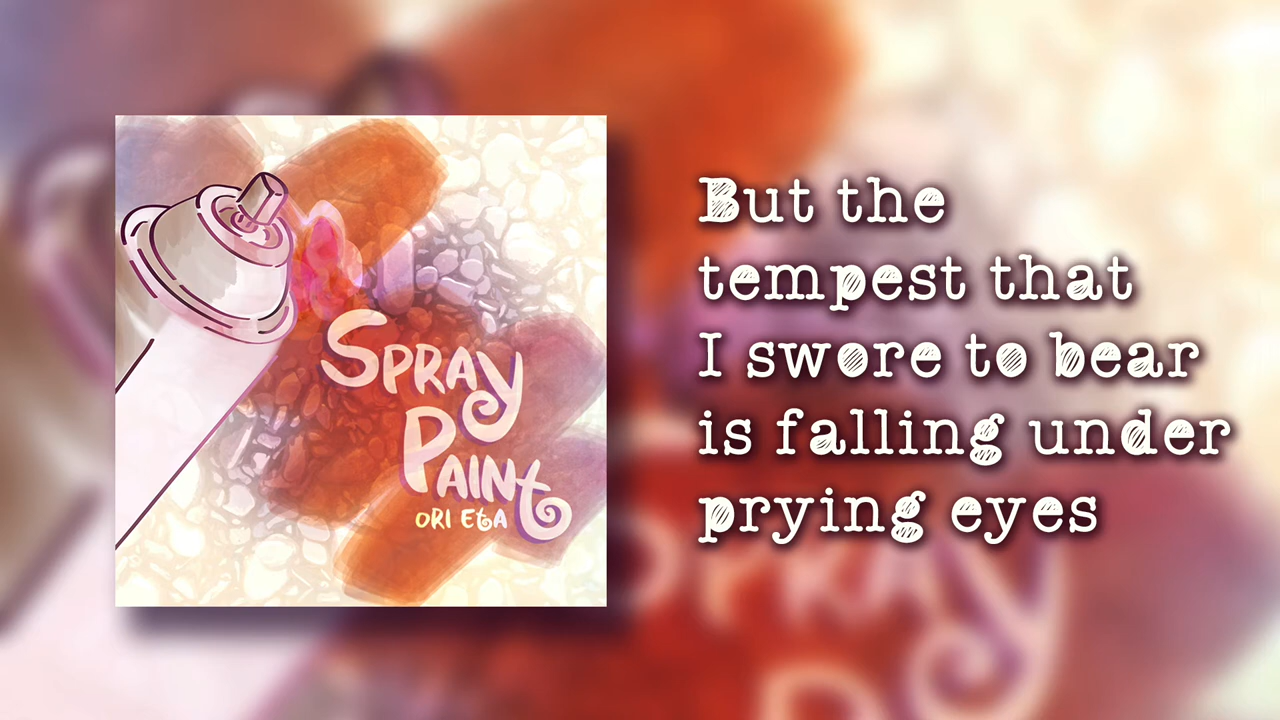 Spray
Paint
ORI EtA
But the
tempest that
I swore to bear
is falling under
prying eyes